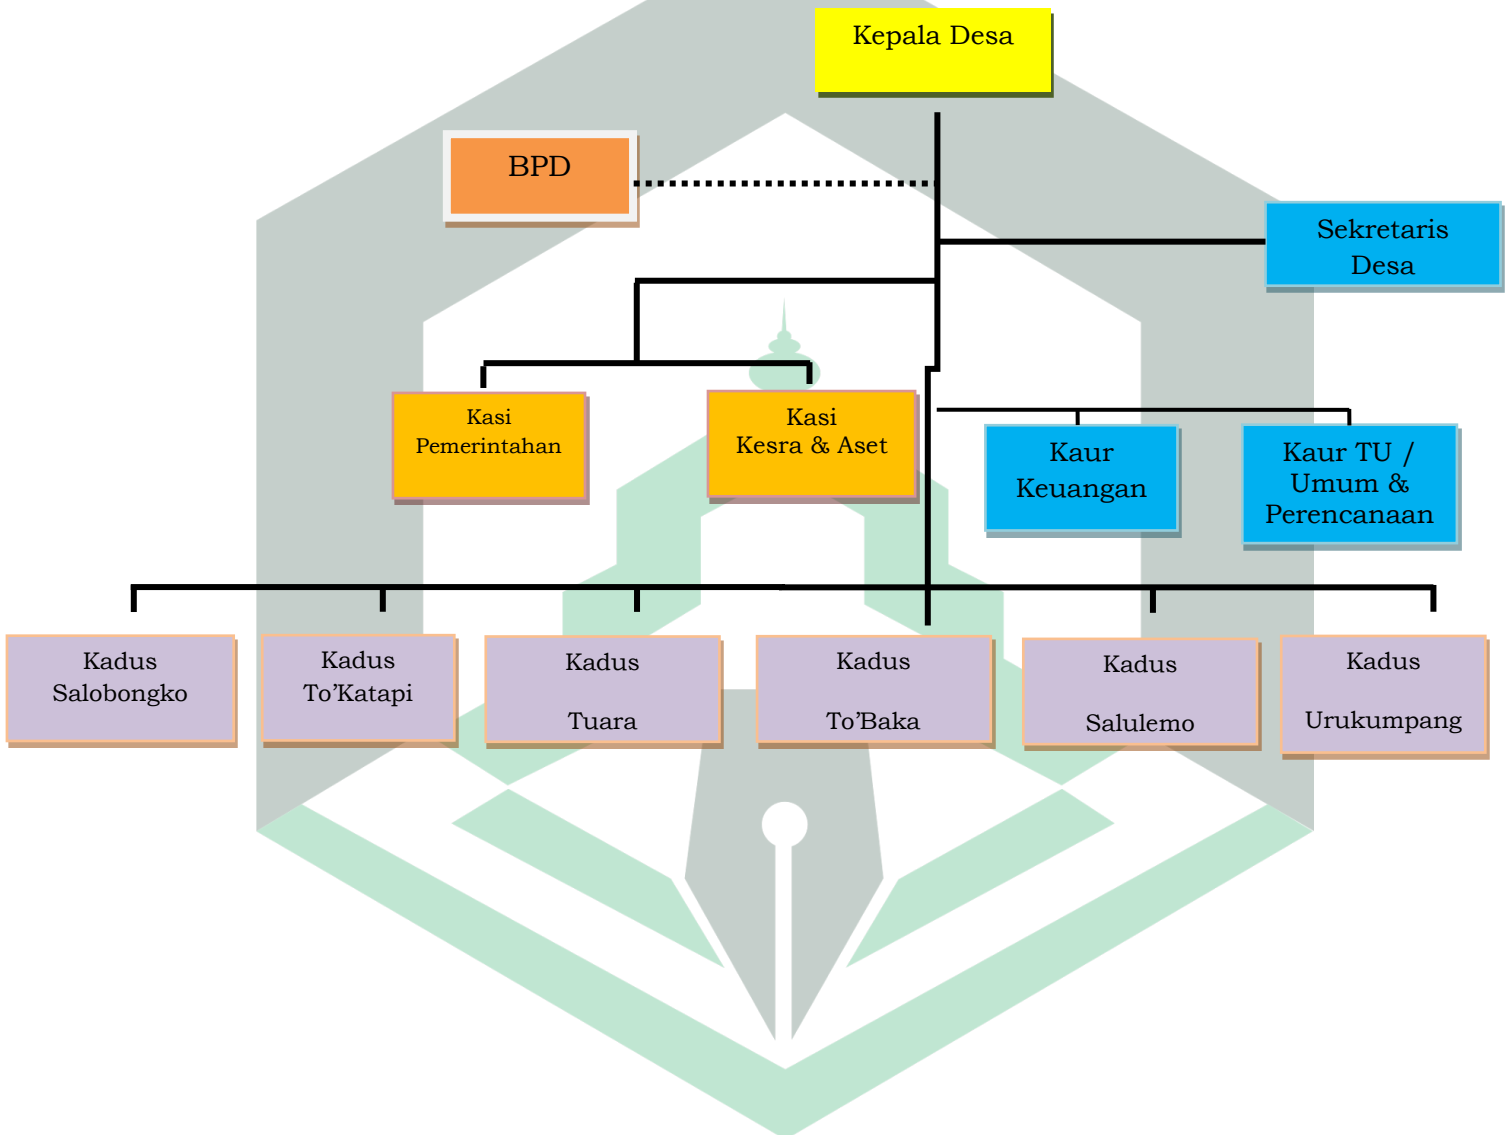 Kepala Desa
BPD
Sekretaris
Desa
Kasi
Pemerintahan
Kasi
Kesra & Aset
Kaur
Keuangan
Kaur TU /
Umum &
Perencanaan
Kadus
Salobongko
Kadus
To’Katapi
Kadus
Tuara
Kadus
To’Baka
Kadus
Salulemo
Kadus
Urukumpang